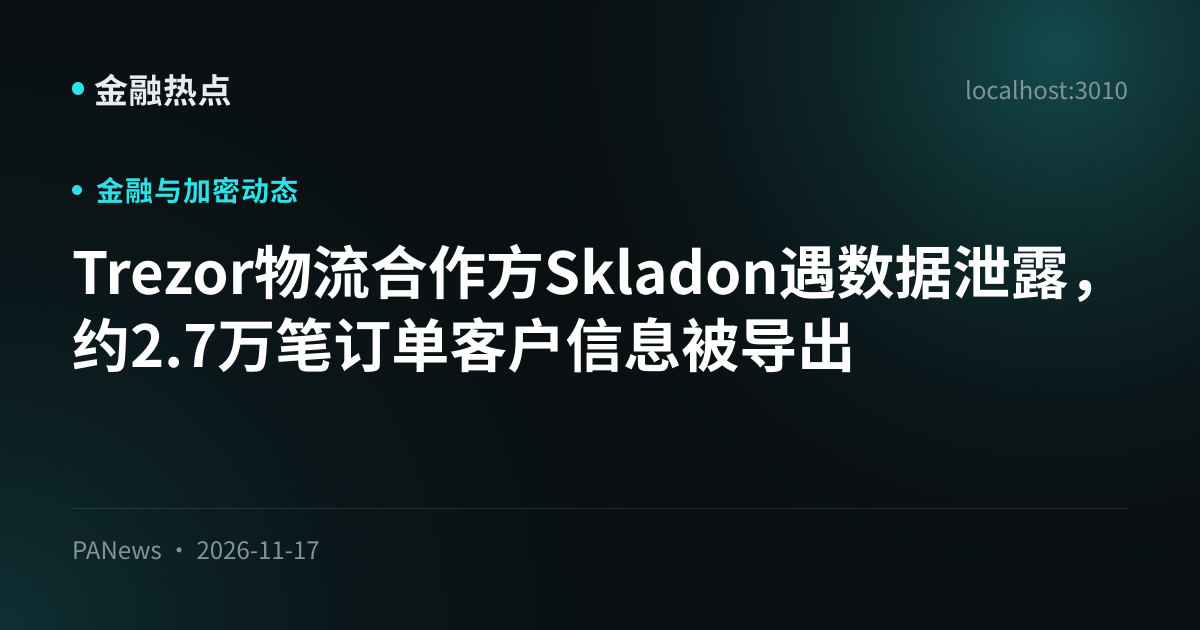 金融热点
localhost:3010
金融与加密动态
Trezor物流合作方Skladon遇数据泄露，
约2.7万笔订单客户信息被导出
PANews · 2026-11-17